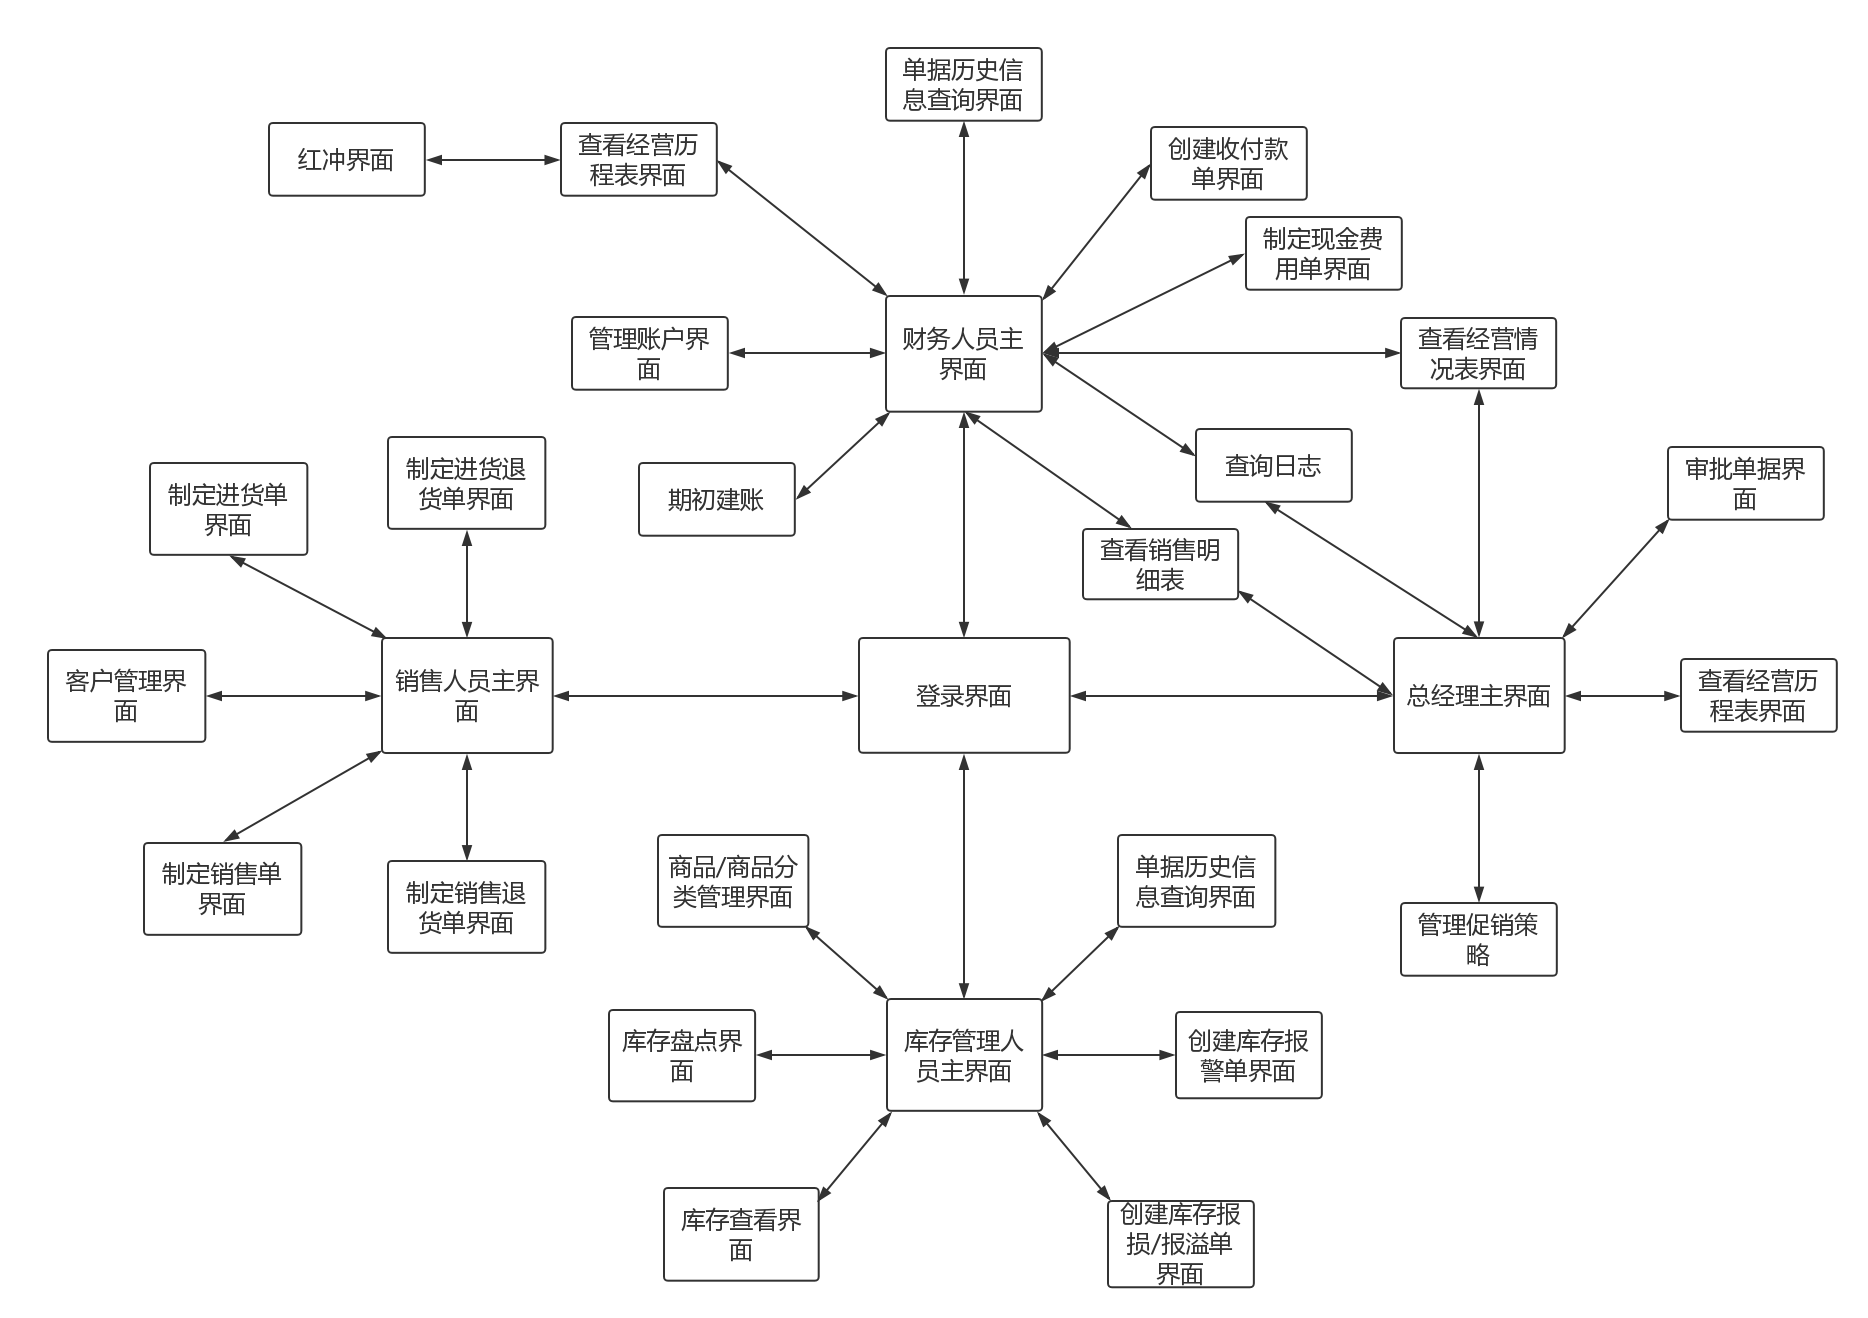 单据历史信
息查询界面
红冲界面
查看经营历
程表界面
创建收付款
单界面
制定现金费
用单界面
管理账户界
面
财务人员主
界面
查看经营情
况表界面
制定进货单
界面
制定进货退
货单界面
期初建账
查询日志
审批单据界
面
查看销售明
细表
客户管理界
面
销售人员主界
面
登录界面
总经理主界面
查看经营历
程表界面
制定销售单
界面
制定销售退
货单界面
商品/商品分
类管理界面
单据历史信
息查询界面
管理促销策
略
库存盘点界
面
库存管理人
员主界面
创建库存报
警单界面
库存查看界
面
创建库存报
损/报溢单
界面